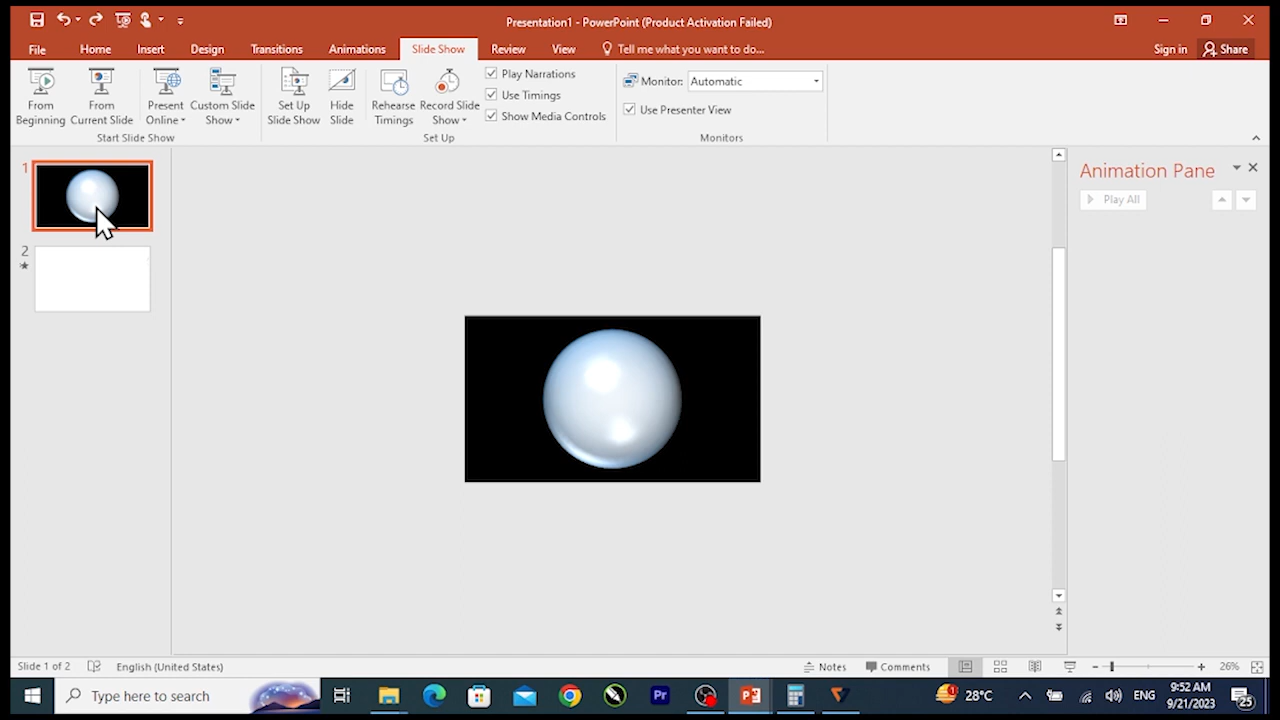 Presentation1 - PowerPoint (Product Activation Failed)
File Home Insert Design Transitions Animations Slide Show Review View Tell me what you want to do... Sign in Share
From Beginning
From Current Slide
Present Online
Custom Slide Show
Start Slide Show
Set Up Slide Show
Hide Slide
Rehearse Timings
Record Slide Show
Play Narrations
Use Timings
Show Media Controls
Set Up
Monitor: Automatic
Use Presenter View
Monitors
1
2
Animation Pane
Play All
Slide 1 of 2 English (United States) Notes Comments 26%
Type here to search
Pr
28°C
ENG
9:52 AM
9/21/2023
25